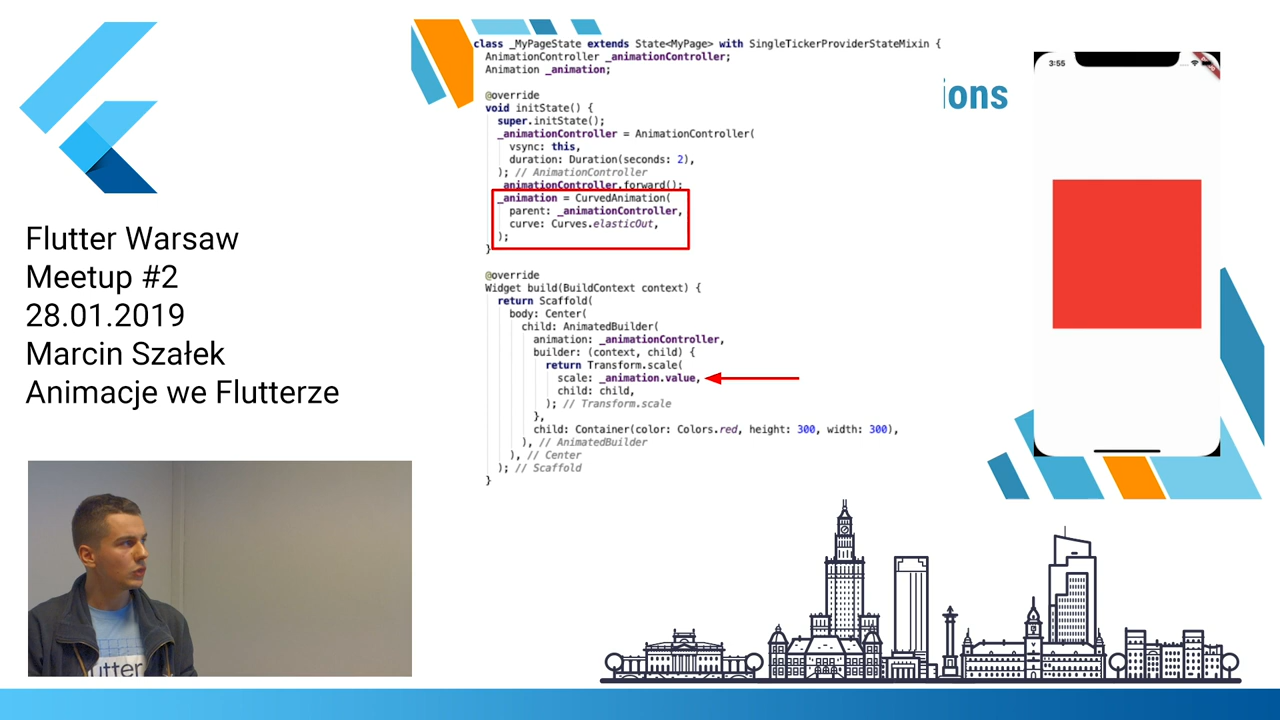 Flutter Warsaw
Meetup #2
28.01.2019
Marcin Szałek
Animacje we Flutterze
class _MyPageState extends State<MyPage> with SingleTickerProviderStateMixin {
AnimationController _animationController;
Animation _animation;
@override
void initState() {
super.initState();
_animationController = AnimationController(
vsync: this,
duration: Duration(seconds: 2),
); // AnimationController
_animationController.forward();
_animation = CurvedAnimation(
parent: _animationController,
curve: Curves.elasticOut,
);
}
@override
Widget build(BuildContext context) {
return Scaffold(
body: Center(
child: AnimatedBuilder(
animation: _animationController,
builder: (context, child) {
return Transform.scale(
scale: _animation.value,
child: child,
); // Transform.scale
},
child: Container(color: Colors.red, height: 300, width: 300),
), // AnimatedBuilder
), // Center
); // Scaffold
}
ions
3:55
utter